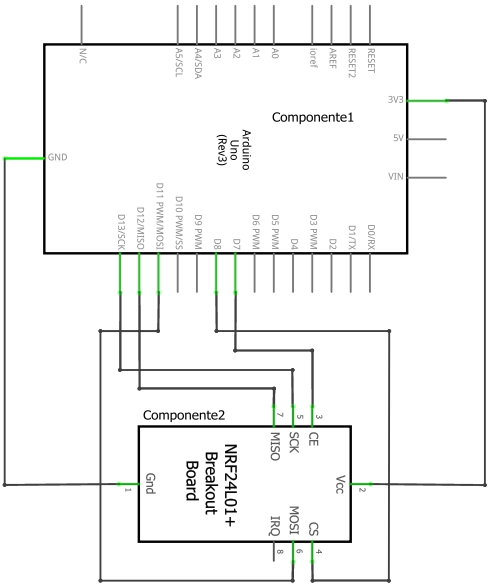 N/C
A5/SCL
A4/SDA
A3
A2
A1
A0
ioref
AREF
RESET2
RESET
Componente1
3V3
5V
VIN
GND
Arduino
Uno
(Rev3)
D13/SCK
D12/MISO
D11 PWM/MOSI
D10 PWM/SS
D9 PWM
D8
D7
D6 PWM
D5 PWM
D4
D3 PWM
D2
D1/TX
D0/RX
Componente2
7
5
3
MISO
SCK
CE
NRF24L01+
Breakout
Board
Gnd
1
Vcc
2
IRQ
MOSI
CS
8
6
4